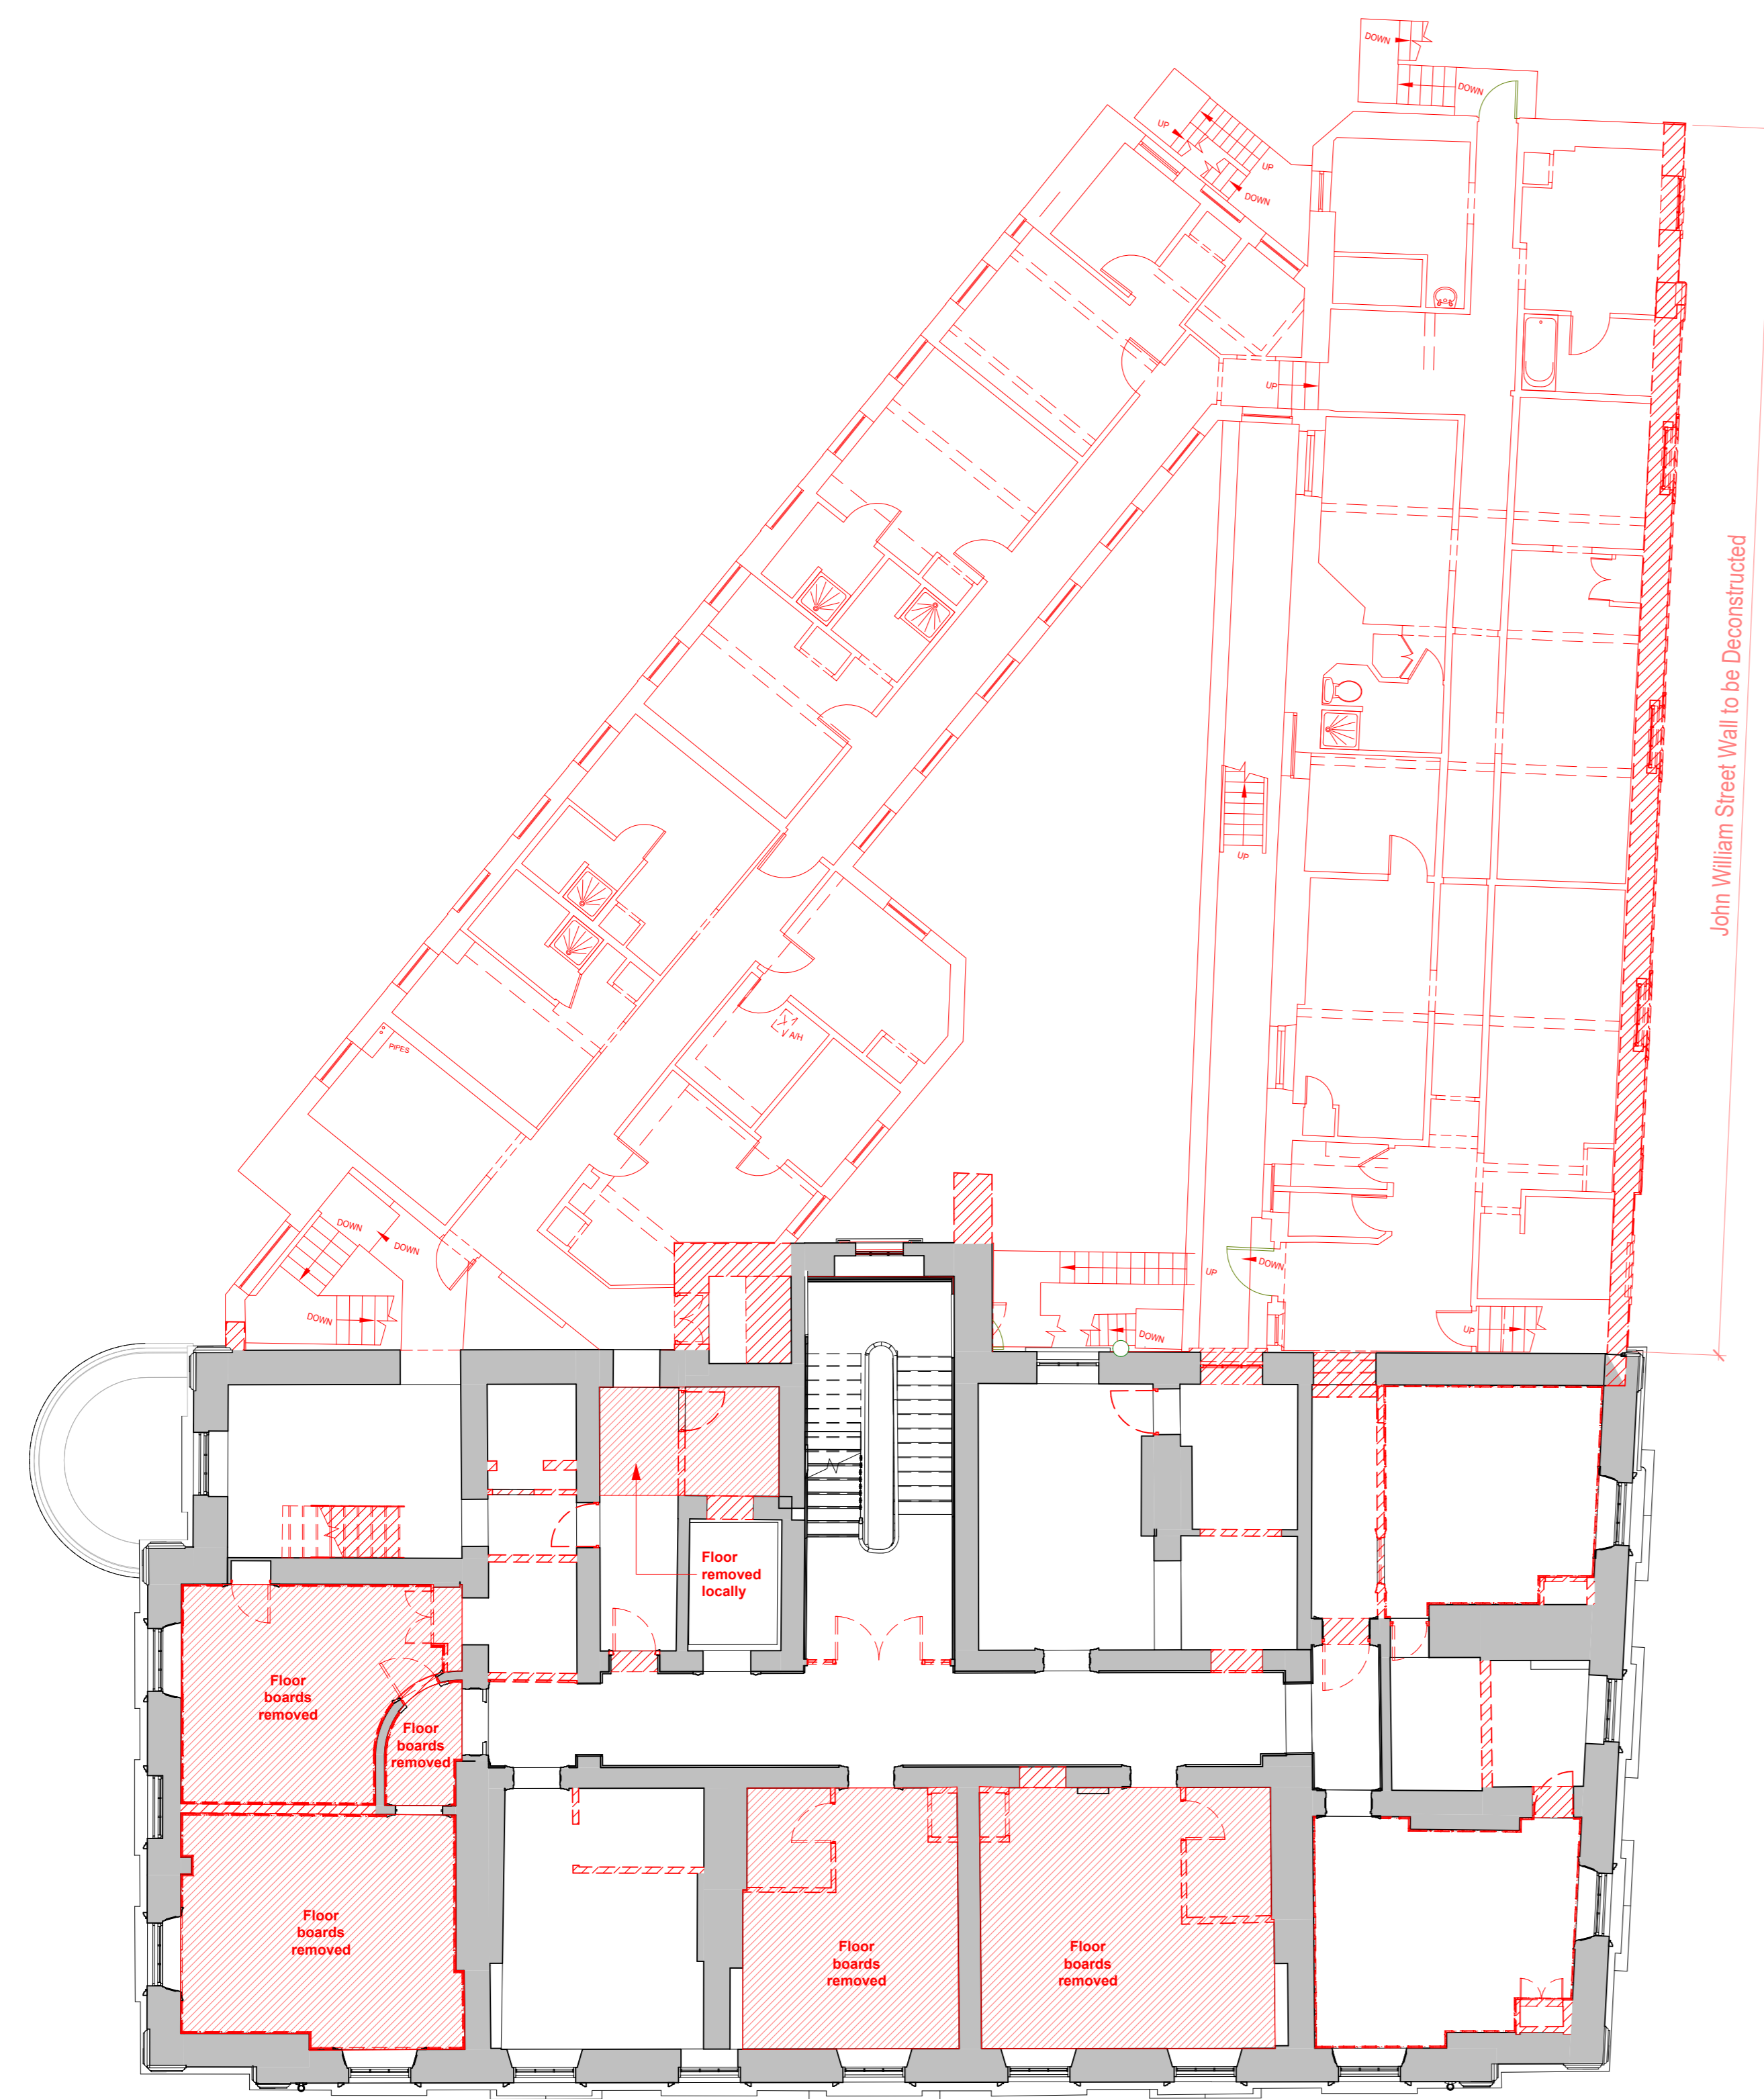 DOWN
DOWN
UP
UP
DOWN
UP
John William Street Wall to be Deconstructed
UP
PIPES
A/H
DOWN
DOWN
DOWN
UP
DOWN
DOWN
UP
Floor
removed
locally
Floor
boards
removed
Floor
boards
removed
Floor
boards
removed
Floor
boards
removed
Floor
boards
removed